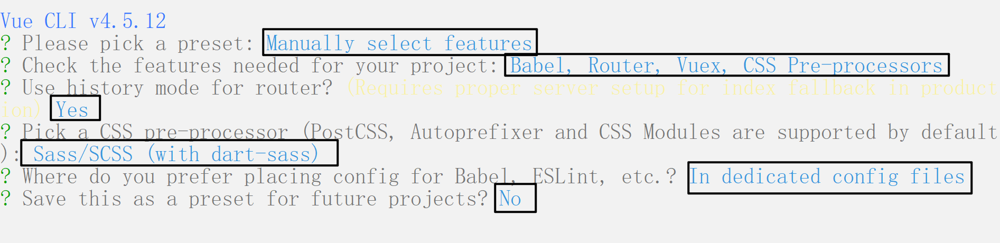 Vue CLI v4.5.12
? Please pick a preset: Manually select features
? Check the features needed for your project: Babel, Router, Vuex, CSS Pre-processors
? Use history mode for router? (Requires proper server setup for index fallback in product
ion) Yes
? Pick a CSS pre-processor (PostCSS, Autoprefixer and CSS Modules are supported by default
): Sass/SCSS (with dart-sass)
? Where do you prefer placing config for Babel, ESLint, etc.? In dedicated config files
? Save this as a preset for future projects? No